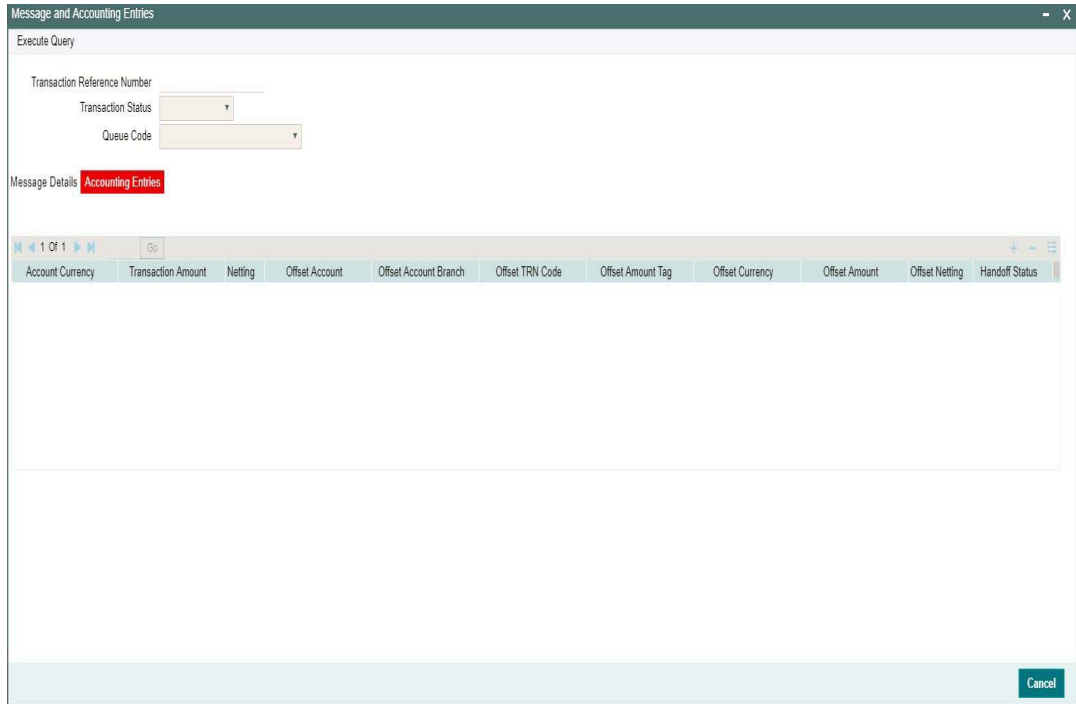 Message and Accounting Entries - X
Execute Query
Transaction Reference Number
Transaction Status
Queue Code
Message Details Accounting Entries
1 Of 1 Go + -
Account Currency Transaction Amount Netting Offset Account Offset Account Branch Offset TRN Code Offset Amount Tag Offset Currency Offset Amount Offset Netting Handoff Status
Cancel